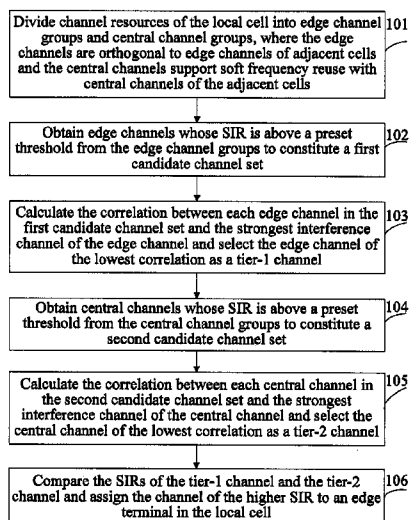 Divide channel resources of the local cell into edge channel
groups and central channel groups, where the edge
channels are orthogonal to edge channels of adjacent cells
and the central channels support soft frequency reuse with
central channels of the adjacent cells
101
Obtain edge channels whose SIR is above a preset
threshold from the edge channel groups to constitute a first
candidate channel set
102
Calculate the correlation between each edge channel in the
first candidate channel set and the strongest interference
channel of the edge channel and select the edge channel of
the lowest correlation as a tier-1 channel
103
Obtain central channels whose SIR is above a preset
threshold from the central channel groups to constitute a
second candidate channel set
104
Calculate the correlation between each central channel in
the second candidate channel set and the strongest
interference channel of the central channel and select the
central channel of the lowest correlation as a tier-2 channel
105
Compare the SIRs of the tier-1 channel and the tier-2
channel and assign the channel of the higher SIR to an edge
terminal in the local cell
106